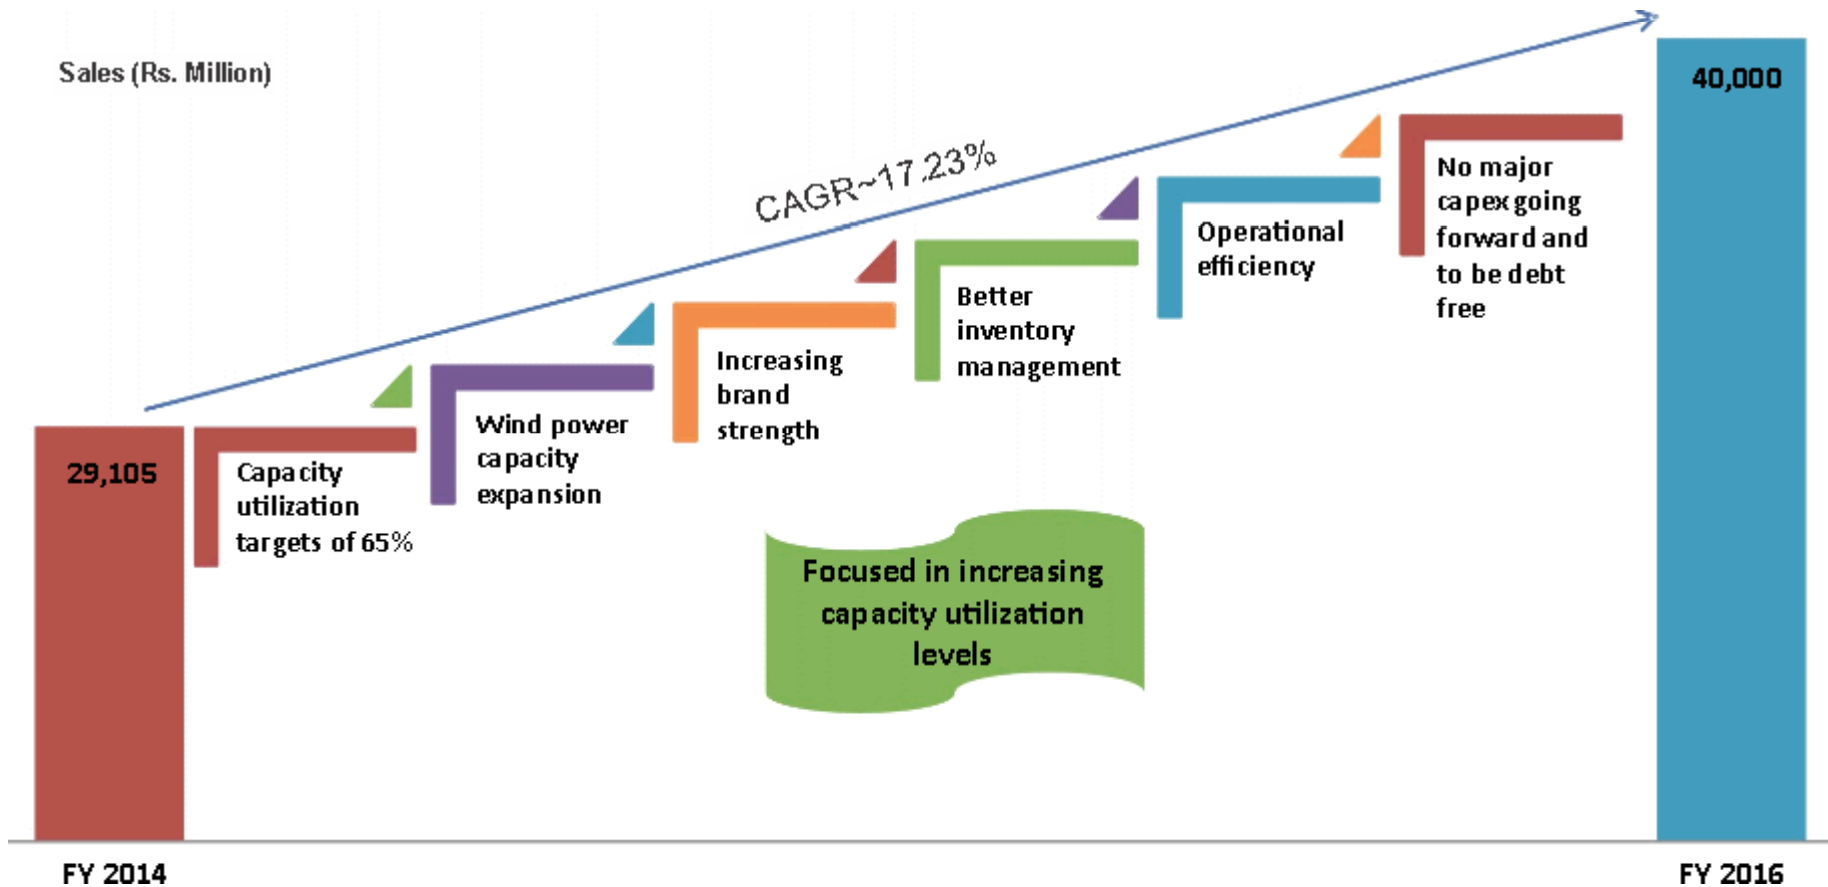 Sales (Rs. Million)
CAGR~17.23%
29,105
Capacity
utilization
targets of 65%
Wind power
capacity
expansion
Increasing
brand
strength
Better
inventory
management
Operational
efficiency
No major
capex going
forward and
to be debt
free
40,000
Focused in increasing
capacity utilization
levels
FY 2014
FY 2016